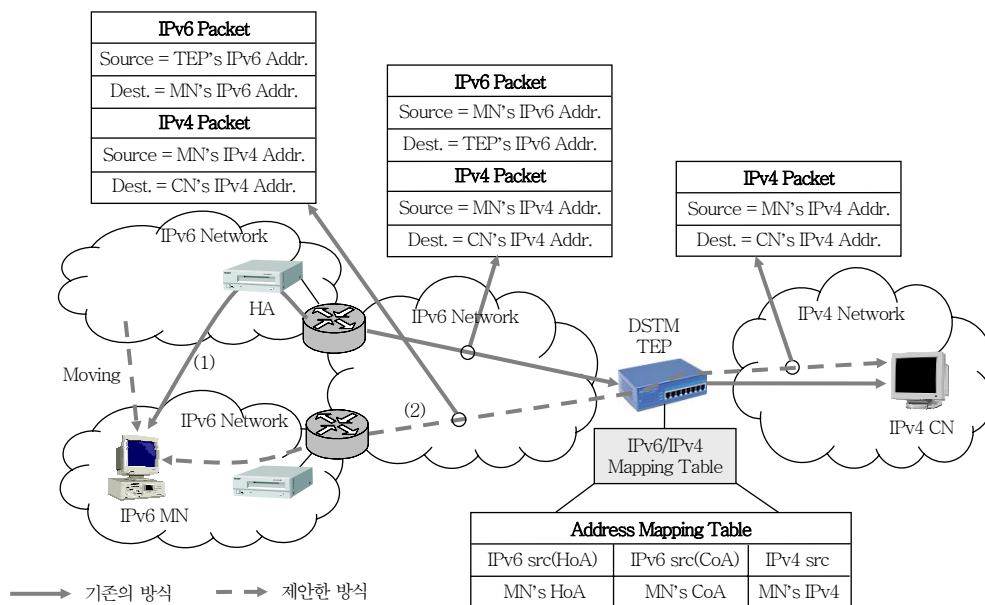 IPv6 Packet
Source = TEP's IPv6 Addr.
Dest. = MN's IPv6 Addr.
IPv4 Packet
Source = MN's IPv4 Addr.
Dest. = CN's IPv4 Addr.
IPv6 Packet
Source = MN's IPv6 Addr.
Dest. = TEP's IPv6 Addr.
IPv4 Packet
Source = MN's IPv4 Addr.
Dest. = CN's IPv4 Addr.
IPv4 Packet
Source = MN's IPv4 Addr.
Dest. = CN's IPv4 Addr.
IPv6 Network
HA
IPv6 Network
DSTM
TEP
IPv4 Network
(1)
Moving
IPv6 Network
(2)
IPv4 CN
IPv6 MN
IPv6/IPv4
Mapping Table
Address Mapping Table
IPv6 src(HoA) IPv6 src(CoA) IPv4 src
MN's HoA MN's CoA MN's IPv4
기존의 방식 제안한 방식